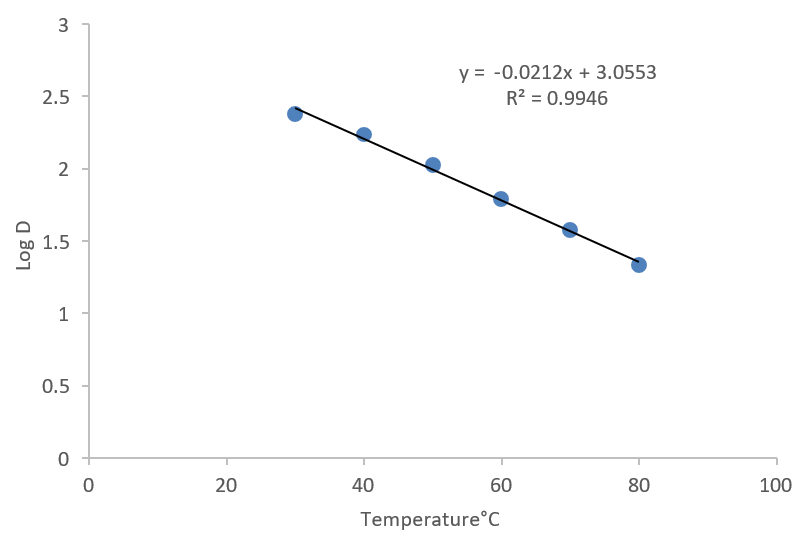 3
y = -0.0212x + 3.0553
R² = 0.9946
2.5
2
Log D
1.5
1
0.5
0
0 20 40 60 80 100
Temperature°C